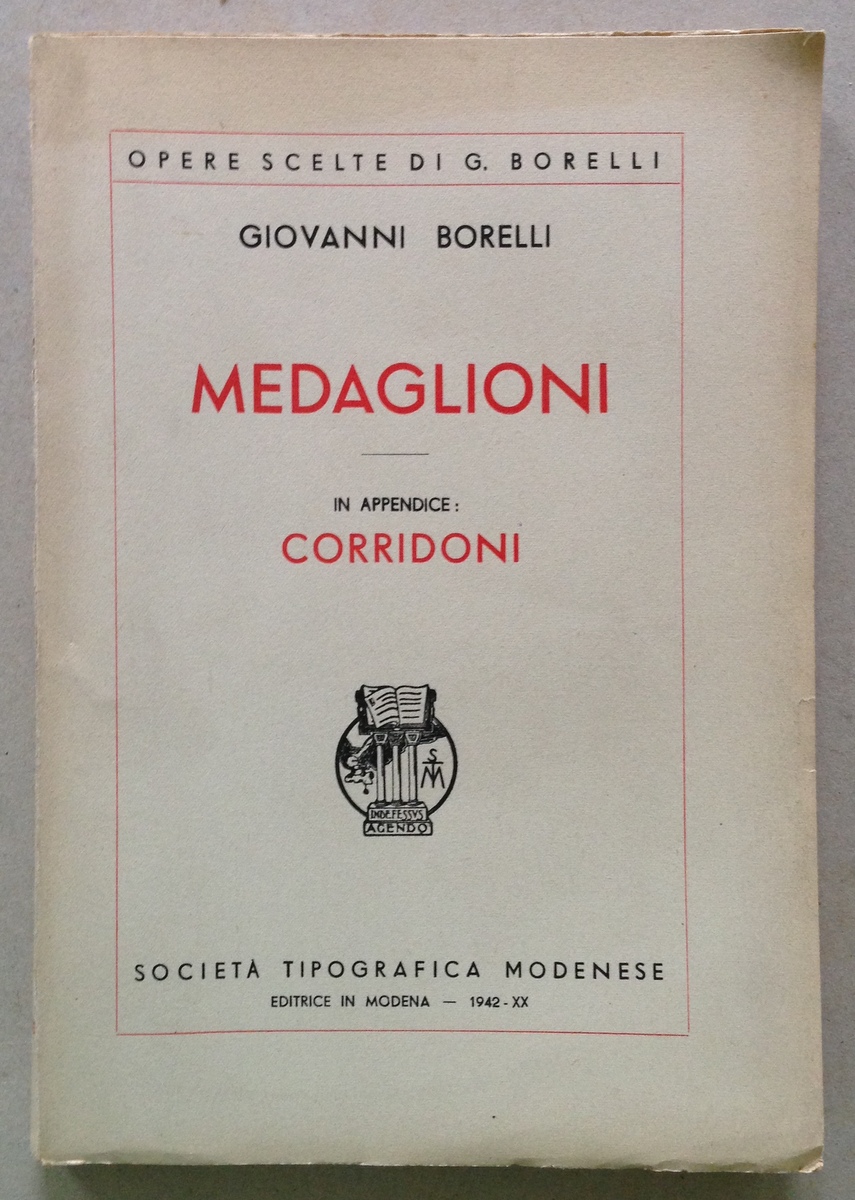 OPERE SCELTE DI G. BORELLI
GIOVANNI BORELLI
MEDAGLIONI
IN APPENDICE:
CORRIDONI
STM
INDEFESSVS
AGENDO
SOCIETÀ TIPOGRAFICA MODENESE
EDITRICE IN MODENA — 1942-XX